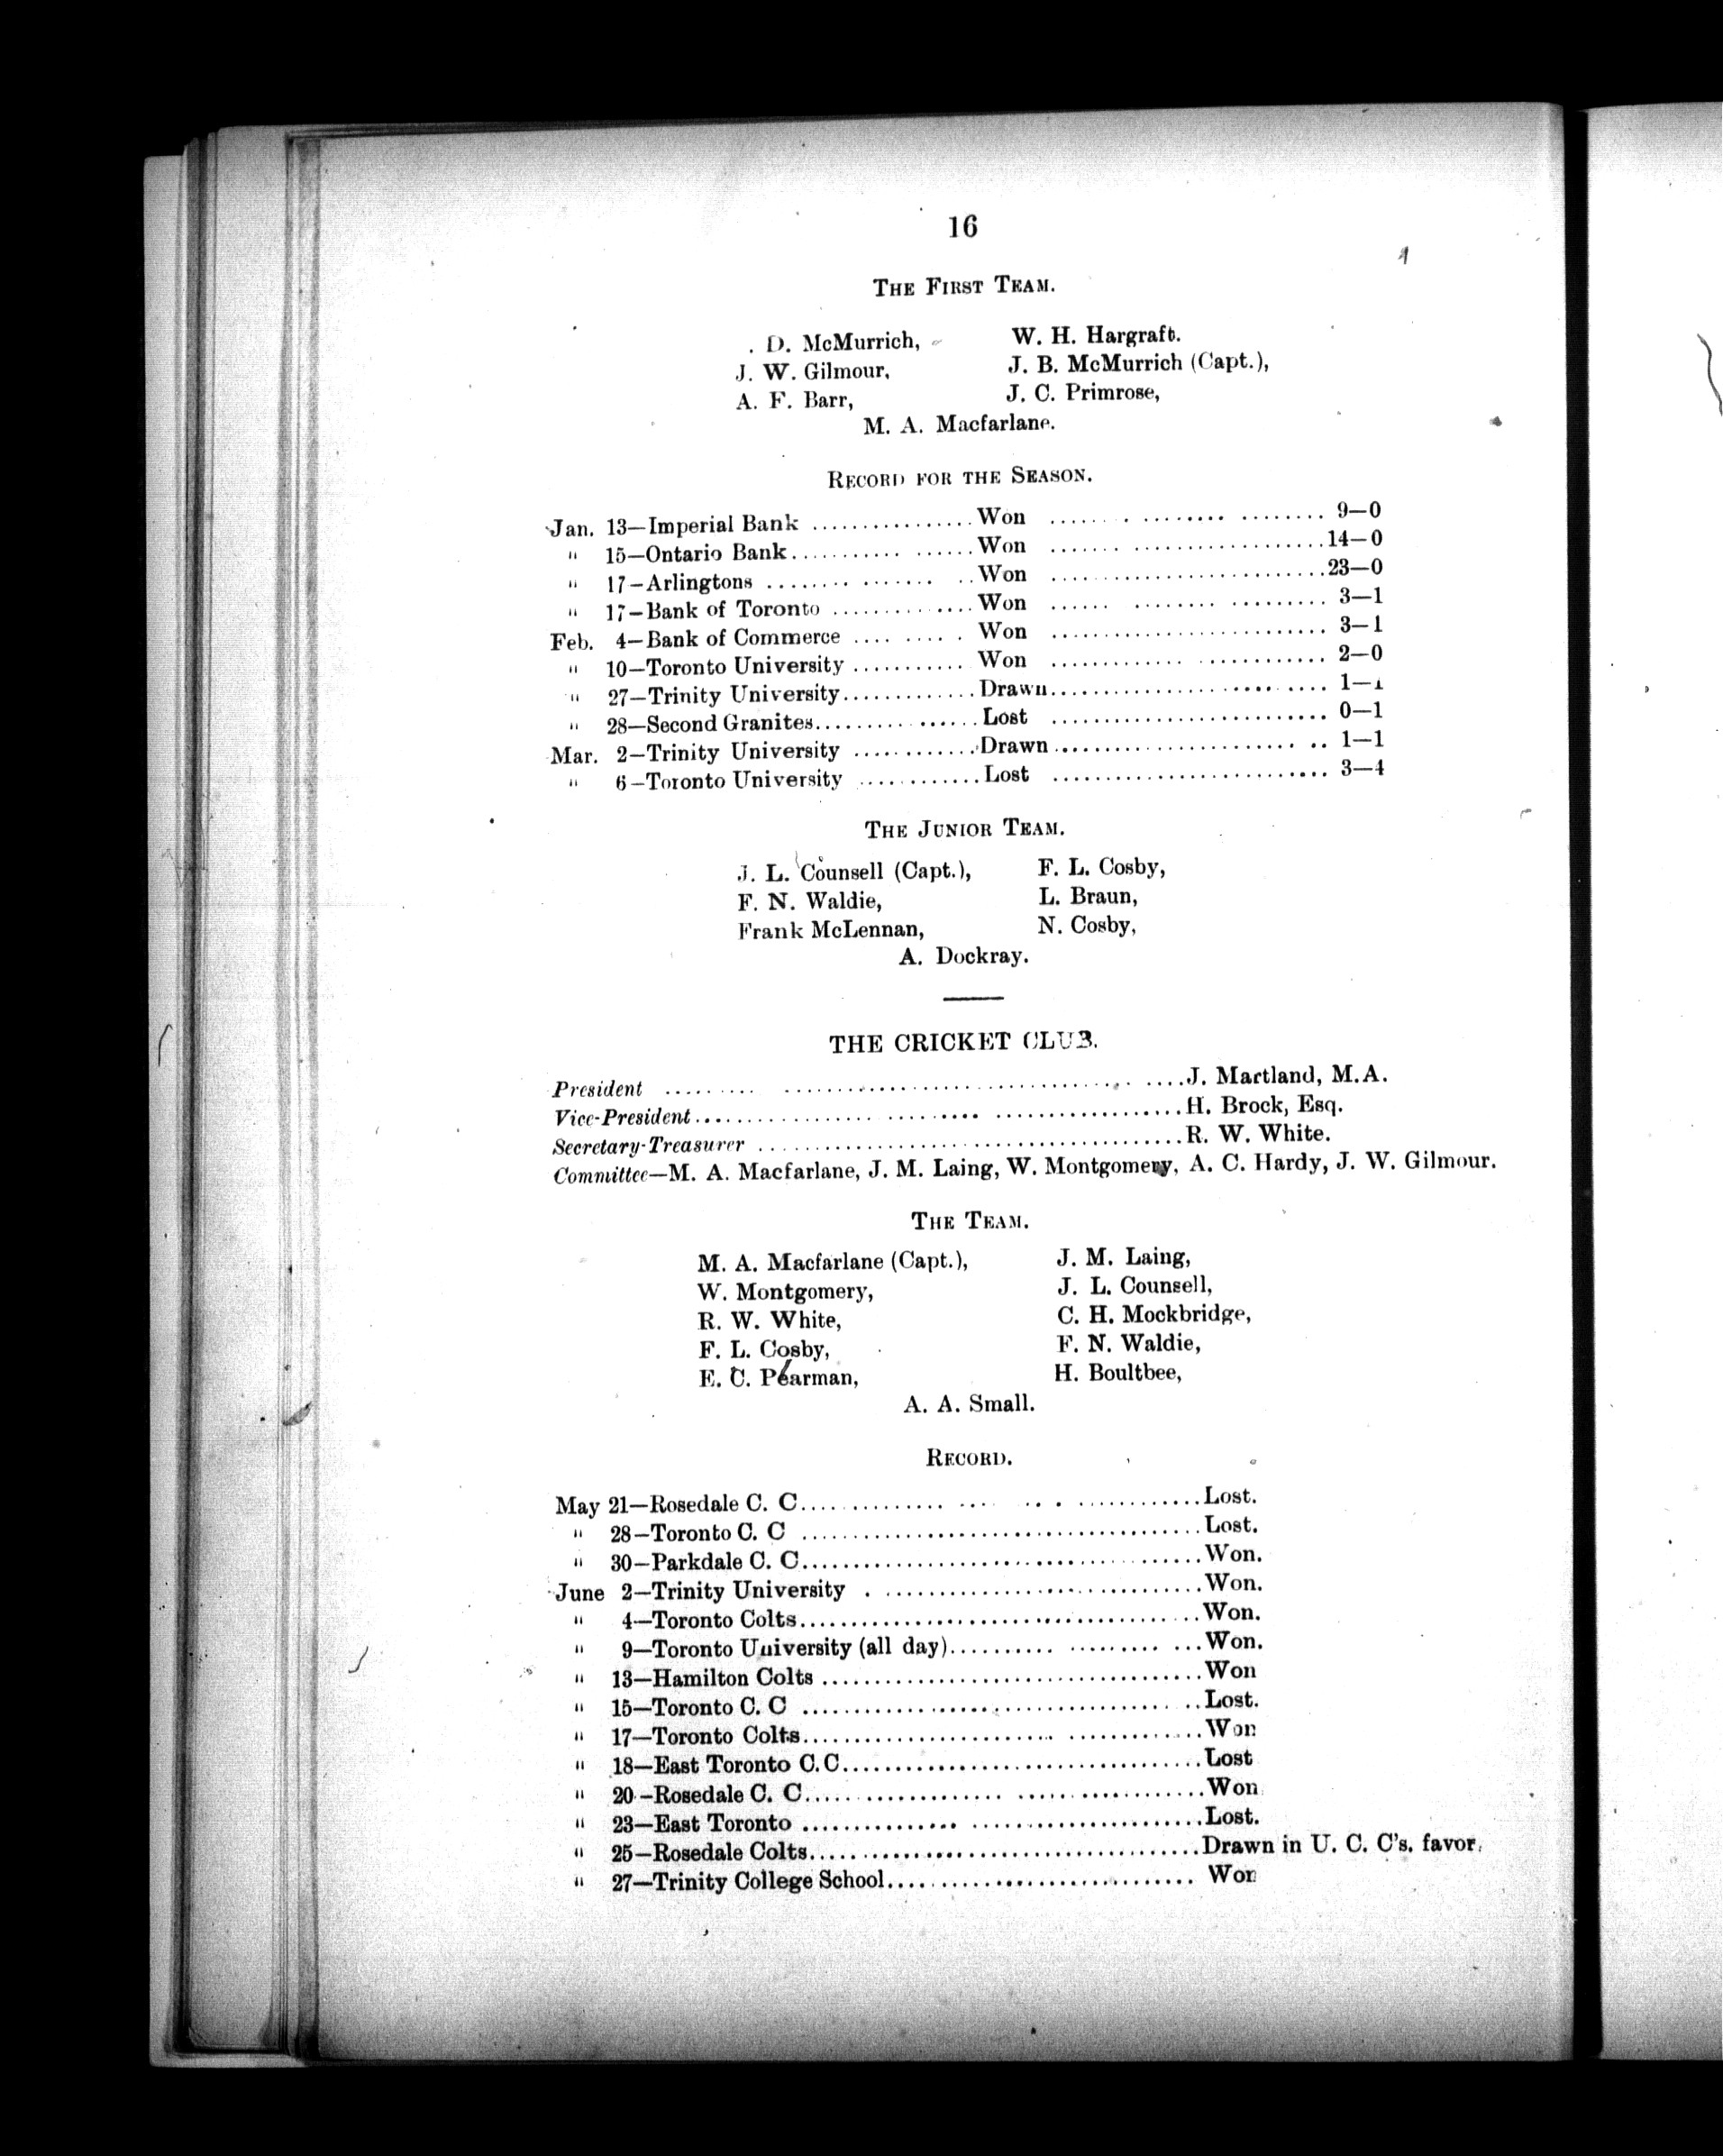 16
THE FIRST TEAM.
. D. McMurrich, W. H. Hargraft.
J. W. Gilmour, J. B. McMurrich (Capt.),
A. F. Barr, J. C. Primrose,
M. A. Macfarlane.
RECORD FOR THE SEASON.
Jan. 13—Imperial Bank ................ Won ........................ 9—0
" 15—Ontario Bank................ Won ........................ 14—0
" 17—Arlingtons ................ Won ........................ 23—0
" 17—Bank of Toronto ............. Won ........................ 3—1
Feb. 4—Bank of Commerce .......... Won ........................ 3—1
" 10—Toronto University ........... Won ........................ 2—0
" 27—Trinity University............. Drawn........................ 1—1
" 28—Second Granites................ Lost ........................ 0—1
Mar. 2—Trinity University ............ Drawn........................ 1—1
" 6—Toronto University ............ Lost ........................ 3—4
THE JUNIOR TEAM.
J. L. Counsell (Capt.), F. L. Cosby,
F. N. Waldie, L. Braun,
Frank McLennan, N. Cosby,
A. Dockray.
THE CRICKET CLUB.
President ................................................J. Martland, M.A.
Vice-President................................................H. Brock, Esq.
Secretary-Treasurer ........................................R. W. White.
Committee—M. A. Macfarlane, J. M. Laing, W. Montgomery, A. C. Hardy, J. W. Gilmour.
THE TEAM.
M. A. Macfarlane (Capt.), J. M. Laing,
W. Montgomery, J. L. Counsell,
R. W. White, C. H. Mockbridge,
F. L. Cosby, F. N. Waldie,
E. C. Pearman, H. Boultbee,
A. A. Small.
RECORD.
May 21—Rosedale C. C......................................Lost.
" 28—Toronto C. C ......................................Lost.
" 30—Parkdale C. C......................................Won.
June 2—Trinity University . ..............................Won.
" 4—Toronto Colts......................................Won.
" 9—Toronto University (all day)........................Won.
" 13—Hamilton Colts ....................................Won
" 15—Toronto C. C ......................................Lost.
" 17—Toronto Colts......................................Won
" 18—East Toronto C.C..................................Lost
" 20—Rosedale C. C......................................Won
" 23—East Toronto ......................................Lost.
" 25—Rosedale Colts......................................Drawn in U. C. C's. favor.
" 27—Trinity College School.............................. Won